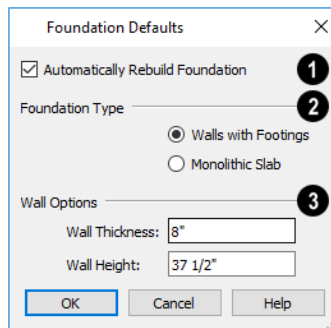 Foundation Defaults
Automatically Rebuild Foundation 1
Foundation Type 2
Walls with Footings
Monolithic Slab
Wall Options 3
Wall Thickness: 8"
Wall Height: 37 1/2"
OK Cancel Help